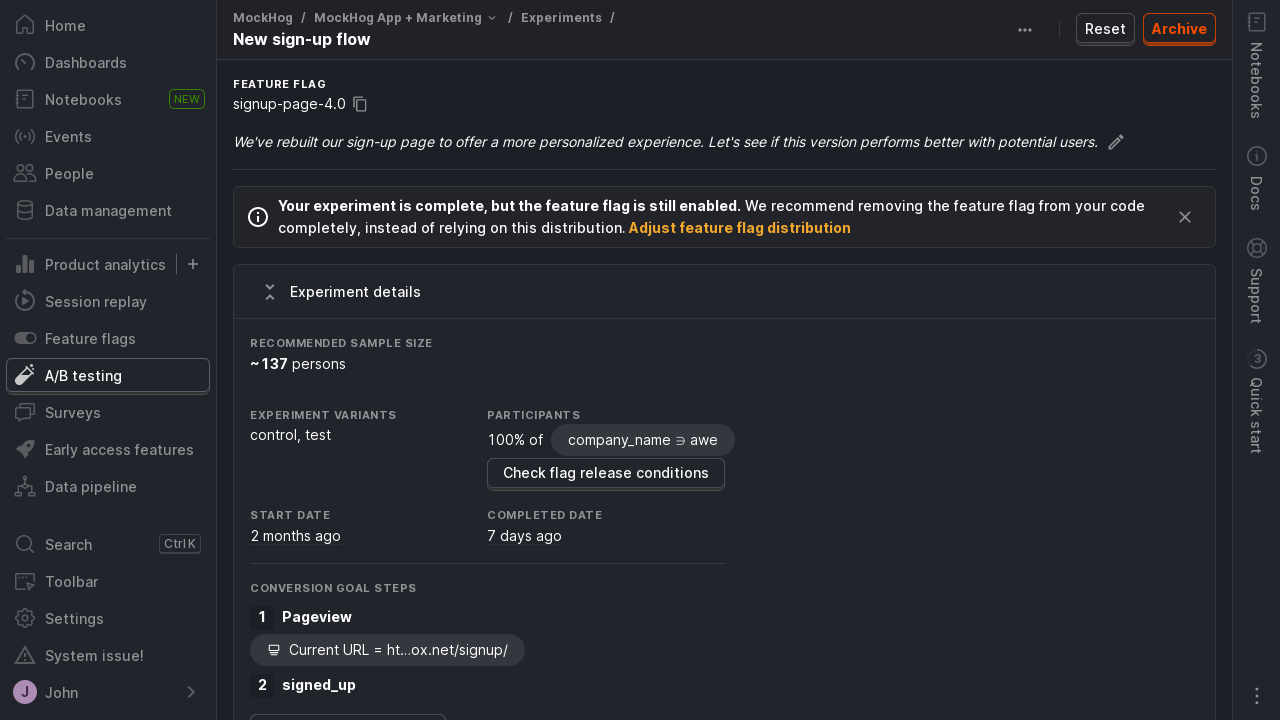 Home
Dashboards
Notebooks NEW
Events
People
Data management
Product analytics +
Session replay
Feature flags
A/B testing
Surveys
Early access features
Data pipeline
Search Ctrl K
Toolbar
Settings
System issue!
J John
MockHog / MockHog App + Marketing / Experiments /
New sign-up flow
Reset Archive
FEATURE FLAG
signup-page-4.0
We've rebuilt our sign-up page to offer a more personalized experience. Let's see if this version performs better with potential users.
Your experiment is complete, but the feature flag is still enabled. We recommend removing the feature flag from your code
completely, instead of relying on this distribution. Adjust feature flag distribution
Experiment details
RECOMMENDED SAMPLE SIZE
~137 persons
EXPERIMENT VARIANTS
control, test
PARTICIPANTS
100% of company_name ∋ awe
Check flag release conditions
START DATE
2 months ago
COMPLETED DATE
7 days ago
CONVERSION GOAL STEPS
1 Pageview
Current URL = ht...ox.net/signup/
2 signed_up
Notebooks
Docs
Support
3 Quick start